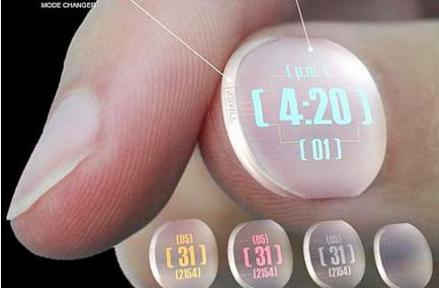 MODE CHANGER
[ p.m. ]
[ 4:20 ]
[ 01 ]
(05)
[ 31 ]
(2154)
(05)
[ 31 ]
(2154)
(05)
[ 31 ]
(2154)